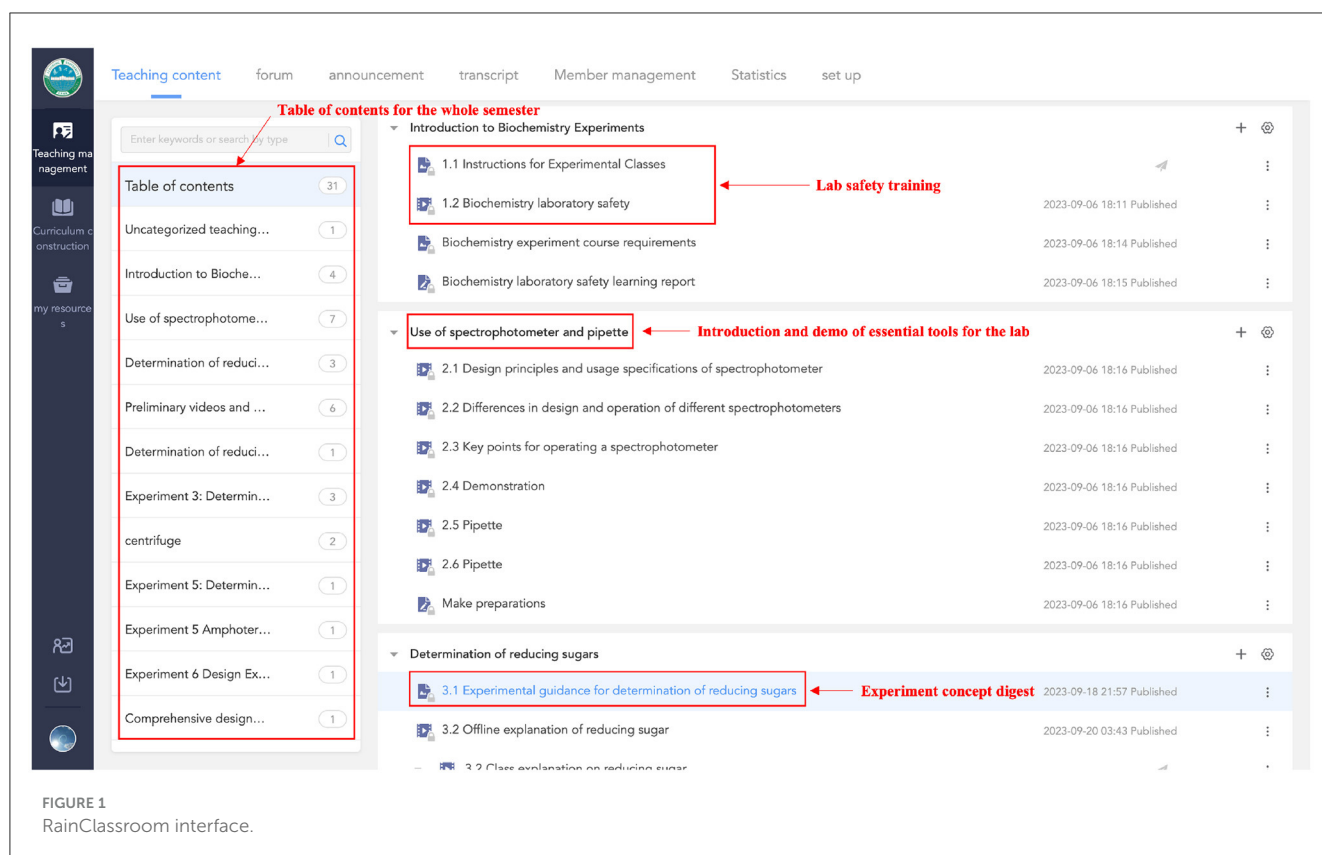 Teaching content forum announcement transcript Member management Statistics set up
Table of contents for the whole semester
Teaching ma
nagement
Curriculum c
onstruction
my resource
s
Enter keywords or search by type
Table of contents 31
Uncategorized teaching... 1
Introduction to Bioche... 4
Use of spectrophotome... 7
Determination of reduci... 3
Preliminary videos and ... 6
Determination of reduci... 1
Experiment 3: Determin... 3
centrifuge 2
Experiment 5: Determin... 1
Experiment 5 Amphoter... 1
Experiment 6 Design Ex... 1
Comprehensive design... 1
Introduction to Biochemistry Experiments
1.1 Instructions for Experimental Classes
Lab safety training
1.2 Biochemistry laboratory safety 2023-09-06 18:11 Published
Biochemistry experiment course requirements 2023-09-06 18:14 Published
Biochemistry laboratory safety learning report 2023-09-06 18:15 Published
Use of spectrophotometer and pipette Introduction and demo of essential tools for the lab
2.1 Design principles and usage specifications of spectrophotometer 2023-09-06 18:16 Published
2.2 Differences in design and operation of different spectrophotometers 2023-09-06 18:16 Published
2.3 Key points for operating a spectrophotometer 2023-09-06 18:16 Published
2.4 Demonstration 2023-09-06 18:16 Published
2.5 Pipette 2023-09-06 18:16 Published
2.6 Pipette 2023-09-06 18:16 Published
Make preparations 2023-09-06 18:16 Published
Determination of reducing sugars
3.1 Experimental guidance for determination of reducing sugars Experiment concept digest 2023-09-18 21:57 Published
3.2 Offline explanation of reducing sugar 2023-09-20 03:43 Published
3.2 Class explanation on reducing sugar
FIGURE 1
RainClassroom interface.